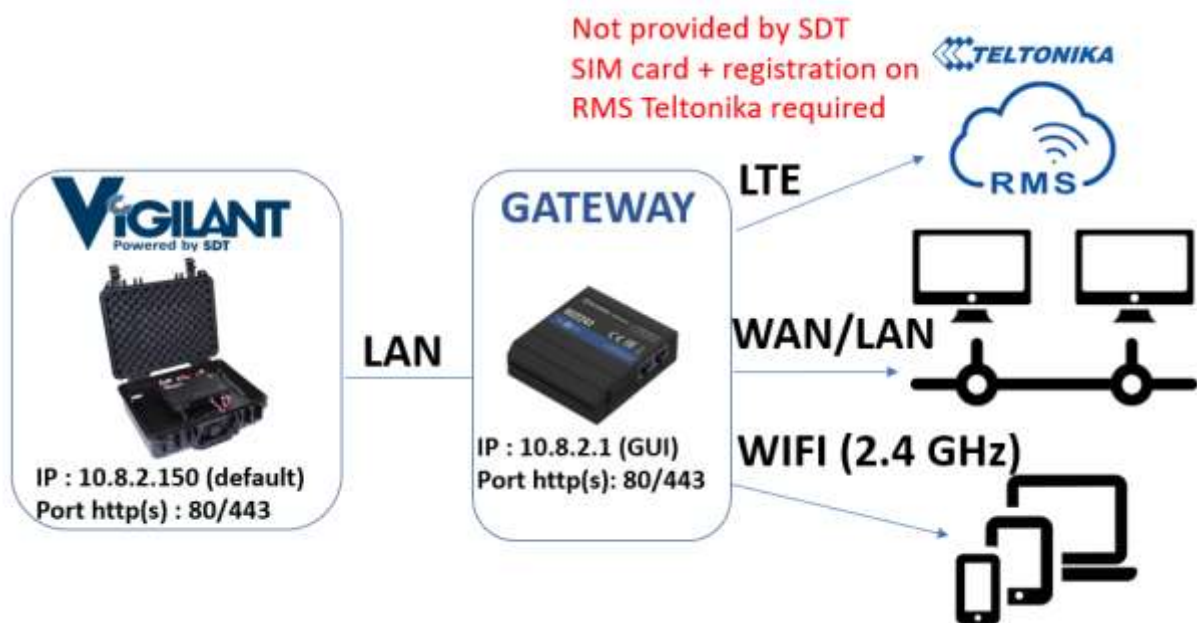 Not provided by SDT
SIM card + registration on
RMS Teltonika required
TELTONIKA
RMS
LTE
ViGILANT
Powered by SDT
GATEWAY
LAN
WAN/LAN
IP : 10.8.2.150 (default)
Port http(s) : 80/443
IP : 10.8.2.1 (GUI)
Port http(s): 80/443
WIFI (2.4 GHz)